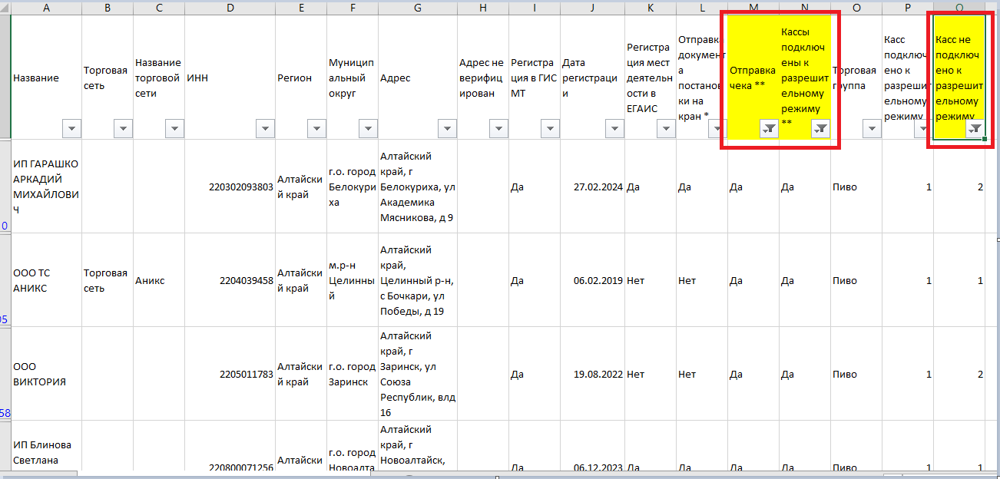 A B C D E F G H I J K L M N O P Q
Название
Торговая
сеть
Название
торговой
сети
ИНН
Регион
Муницип
альный
округ
Адрес
Адрес не
верифиц
ирован
Регистра
ция в ГИС
МТ
Дата
регистраци
и
Регистра
ция мест
деятельн
ости в
ЕГАИС
Отправка
документ
а
постанов
ки на
кран *
Отправка
чека **
Кассы
подключ
ены к
разрешит
ельному
режиму
**
Торговая
группа
Касс
подключ
ено к
разрешит
ельному
режиму
Касс не
подключ
ено к
разрешит
ельному
режиму
0
ИП ГАРАШКО
АРКАДИЙ
МИХАЙЛОВИ
Ч
220302093803
Алтайски
й край
г.о. город
Белокури
ха
Алтайский
край, г
Белокуриха, ул
Академика
Мясникова, д 9
Да
27.02.2024
Да
Да
Да
Да
Пиво
1
2
05
ООО ТС
АНИКС
Торговая
сеть
Аникс
2204039458
Алтайски
й край
м.р-н
Целинны
й
Алтайский
край,
Целинный р-н,
с Бочкари, ул
Победы, д 19
Да
06.02.2019
Нет
Нет
Да
Да
Пиво
1
1
58
ООО
ВИКТОРИЯ
2205011783
Алтайски
й край
г.о. город
Заринск
Алтайский
край, г
Заринск, ул
Союза
Республик, влд
16
Да
19.08.2022
Нет
Нет
Да
Да
Пиво
1
2
ИП Блинова
Светлана
220800071256
Алтайски
г.о. город
Новоалта
Алтайский
край, г
Новоалтайск,
Да
06.12.2023
Да
Да
Да
Да
Пиво
1
1